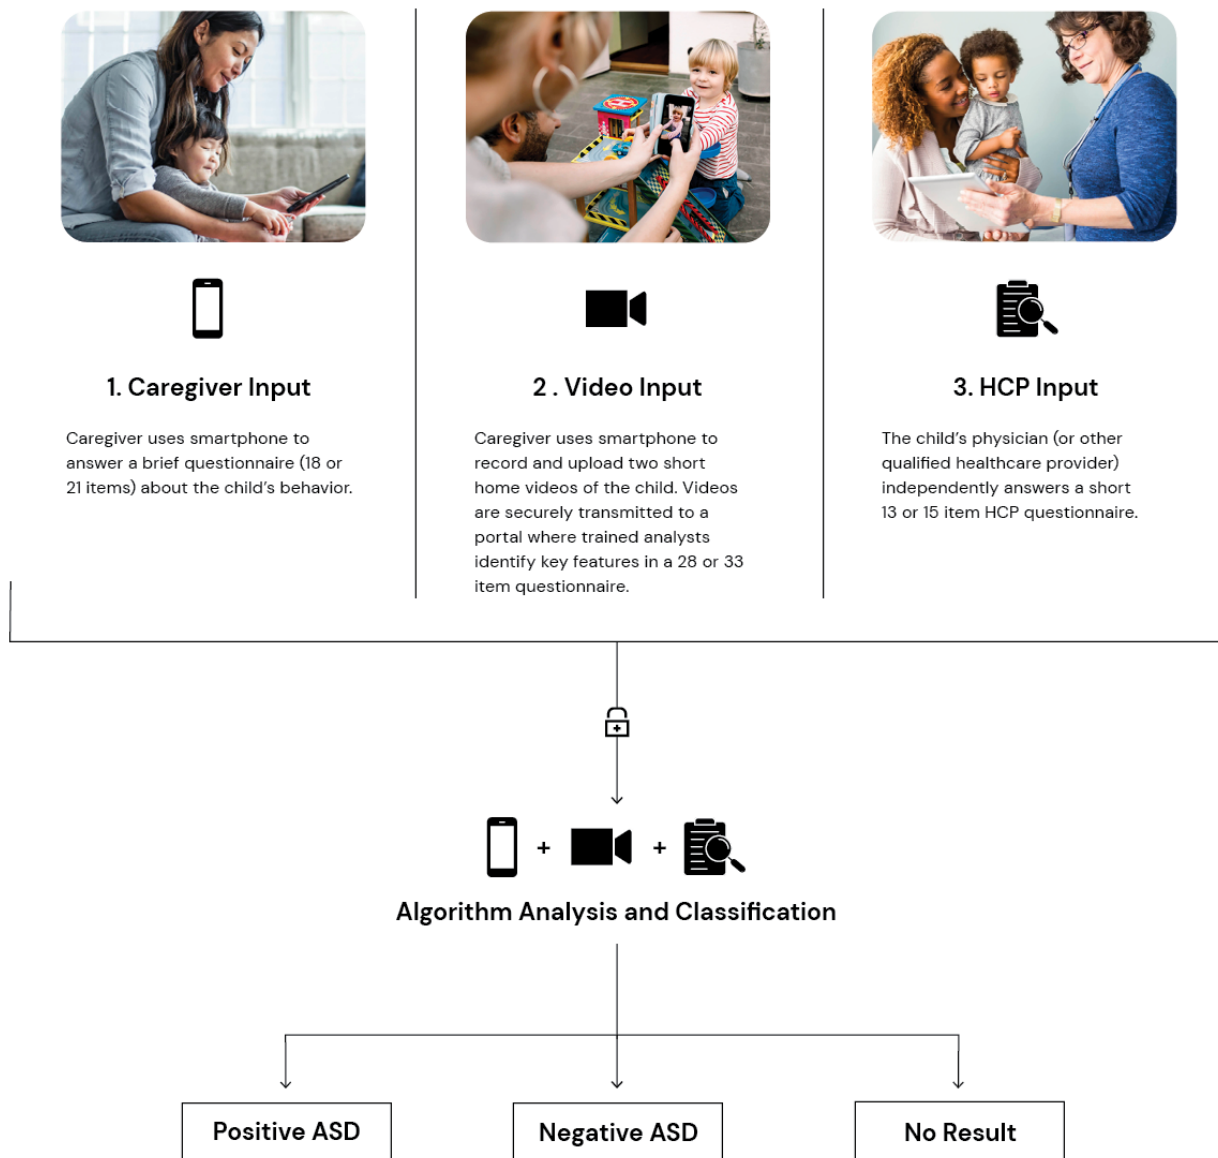 1. Caregiver Input
Caregiver uses smartphone to
answer a brief questionnaire (18 or
21 items) about the child’s behavior.
2 . Video Input
Caregiver uses smartphone to
record and upload two short
home videos of the child. Videos
are securely transmitted to a
portal where trained analysts
identify key features in a 28 or 33
item questionnaire.
3. HCP Input
The child’s physician (or other
qualified healthcare provider)
independently answers a short
13 or 15 item HCP questionnaire.
+ +
Algorithm Analysis and Classification
Positive ASD
Negative ASD
No Result